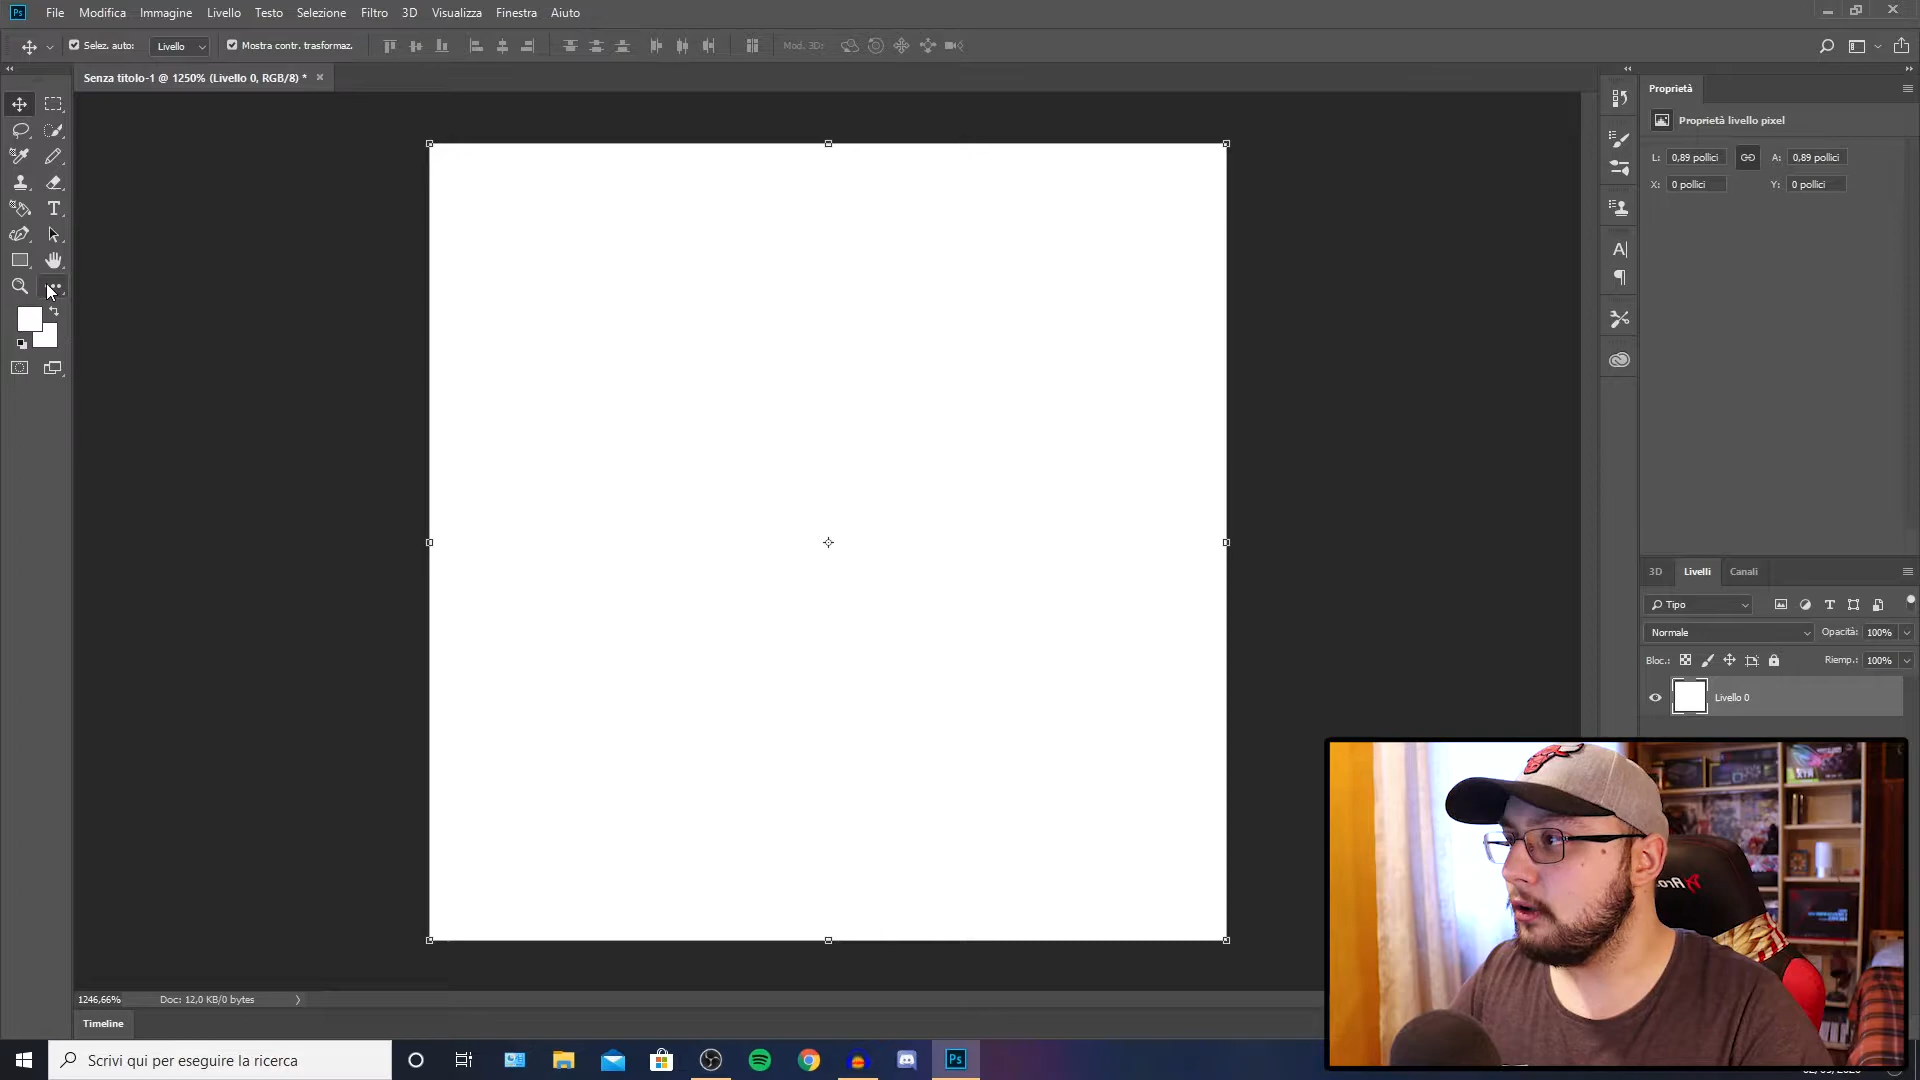 Ps File Modifica Immagine Livello Testo Selezione Filtro 3D Visualizza Finestra Aiuto
Selez. auto: Livello Mostra contr. trasformaz. Mod. 3D:
Senza titolo-1 @ 1250% (Livello 0, RGB/8) * ×
Proprietà
Proprietà livello pixel
L: 0,89 pollici A: 0,89 pollici
X: 0 pollici Y: 0 pollici
3D Livelli Canali
Tipo
Normale Opacità: 100%
Bloc.: Riemp.: 100%
Livello 0
1246,66% Doc: 12,0 KB/0 bytes
Timeline
Scrivi qui per eseguire la ricerca
Ps